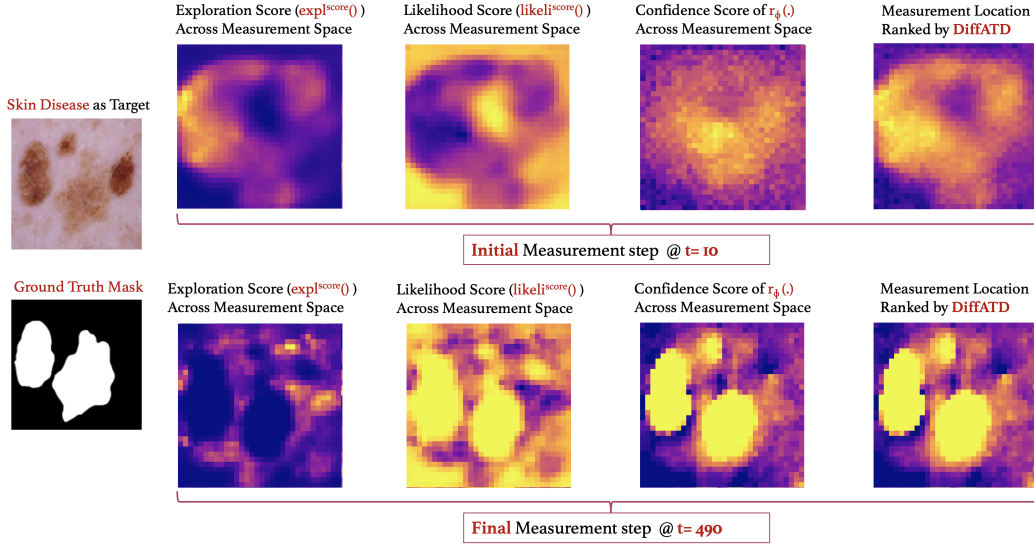 Exploration Score (expl^score() )
Across Measurement Space
Likelihood Score (likeli^score() )
Across Measurement Space
Confidence Score of r_ϕ(.)
Across Measurement Space
Measurement Location
Ranked by DiffATD
Skin Disease as Target
Initial Measurement step @ t= 10
Ground Truth Mask
Exploration Score (expl^score() )
Across Measurement Space
Likelihood Score (likeli^score() )
Across Measurement Space
Confidence Score of r_ϕ(.)
Across Measurement Space
Measurement Location
Ranked by DiffATD
Final Measurement step @ t= 490